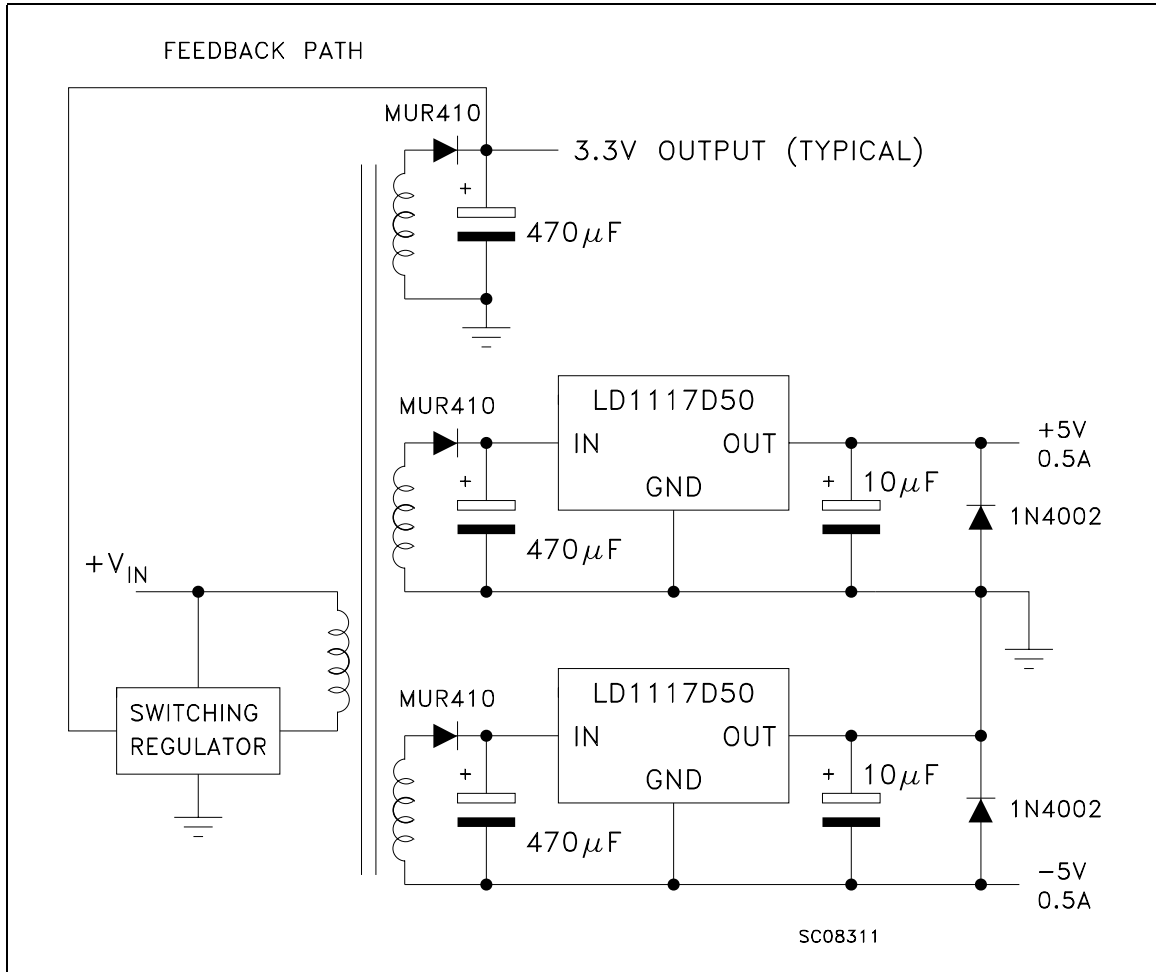 FEEDBACK PATH
MUR410
3.3V OUTPUT (TYPICAL)
+
470μF
MUR410
LD1117D50
IN
OUT
GND
+
470μF
+
10μF
+5V
0.5A
1N4002
+VIN
SWITCHING
REGULATOR
MUR410
LD1117D50
IN
OUT
GND
+
470μF
+
10μF
1N4002
−5V
0.5A
SC08311